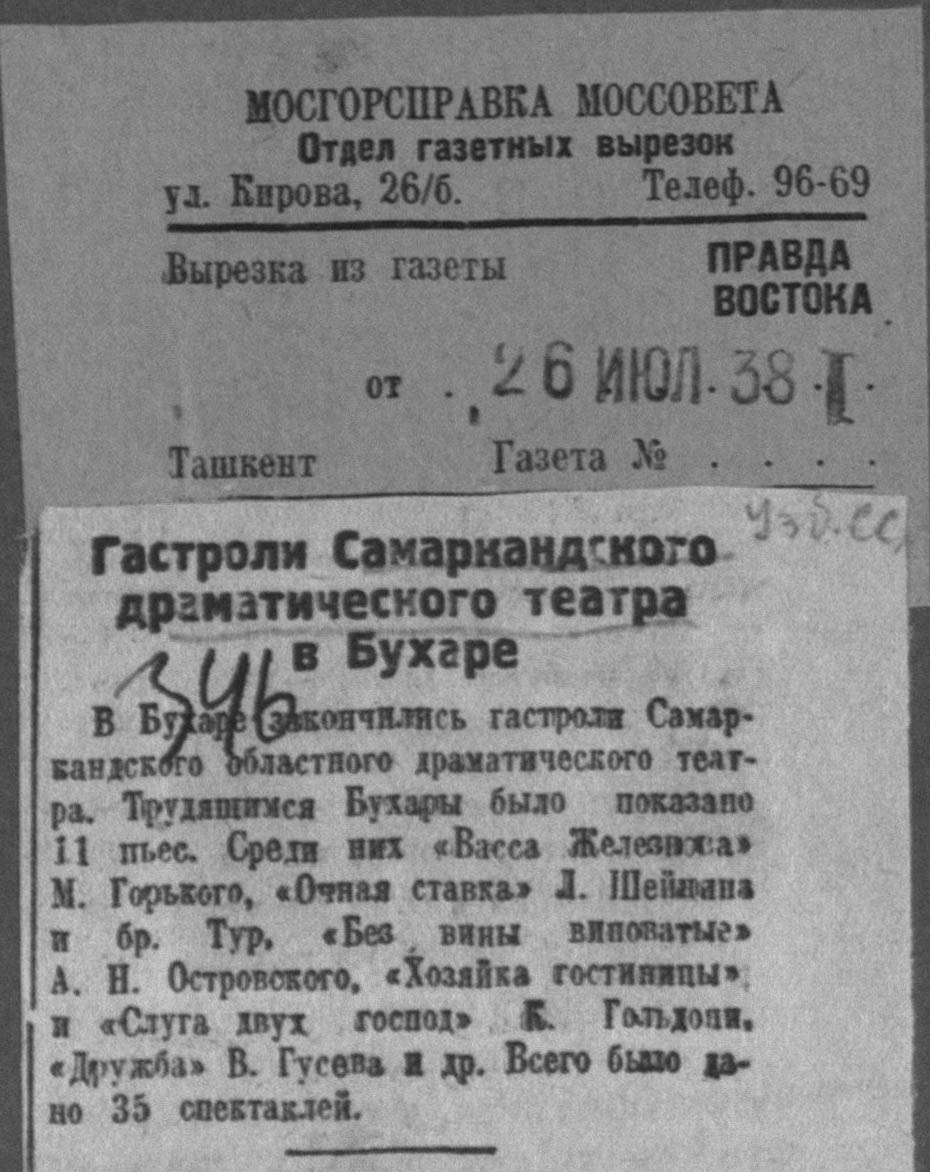 МОСГОРСПРАВКА МОССОВЕТА
Отдел газетных вырезок
ул. Кирова, 26/б. Телеф. 96-69
Вырезка из газеты ПРАВДА
ВОСТОКА
от . 26 ИЮЛ. 38 .
Ташкент Газета № . . . .
Узб. СС
Гастроли Самаркандского
драматического театра
в Бухаре
346
В Бухаре закончились гастроли Самар-
кандского областного драматического теат-
ра. Трудящимся Бухары было показано
11 пьес. Среди них «Васса Железнова»
М. Горького, «Очная ставка» Л. Шейнина
и бр. Тур, «Без вины виноватые»
А. Н. Островского, «Хозяйка гостиницы»
и «Слуга двух господ» К. Гольдони,
«Дружба» В. Гусева и др. Всего было да-
но 35 спектаклей.